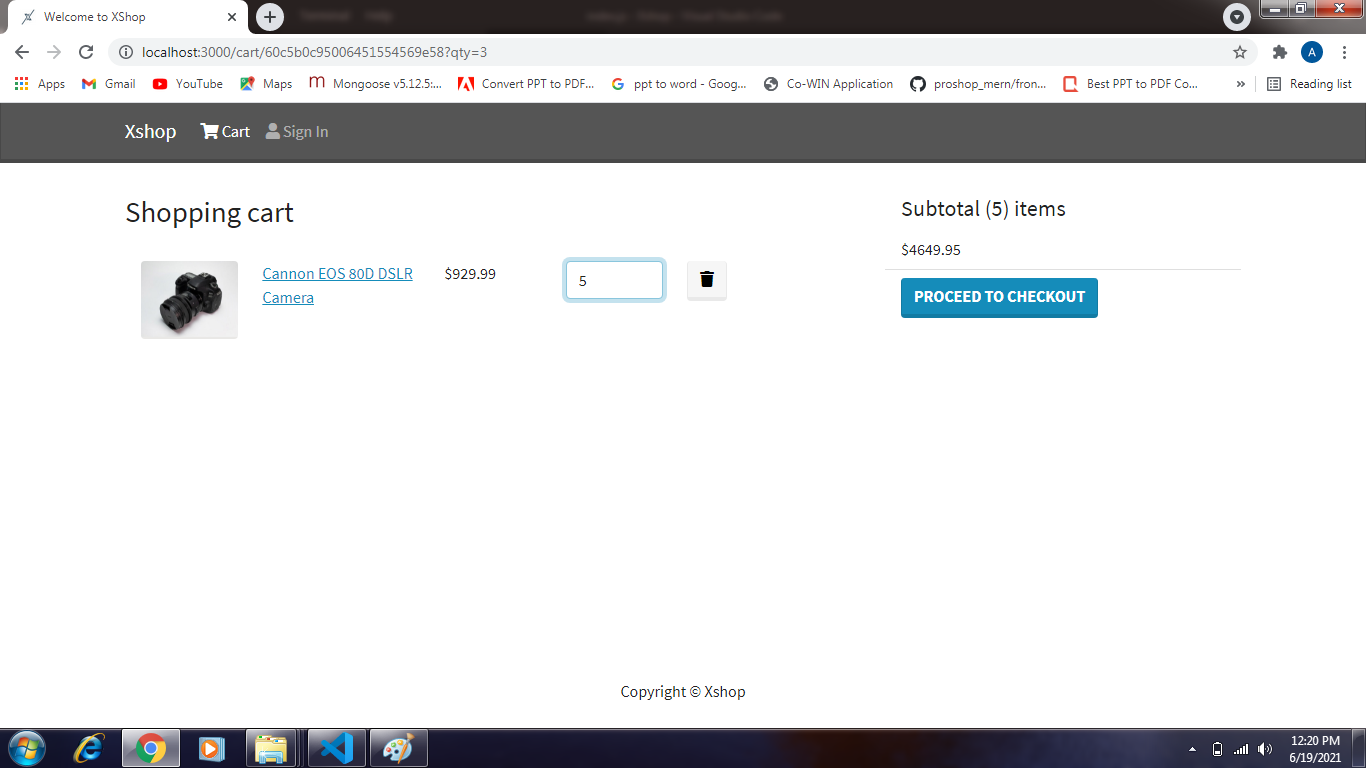 Welcome to XShop
localhost:3000/cart/60c5b0c95006451554569e58?qty=3
A
Apps Gmail YouTube Maps Mongoose v5.12.5:... Convert PPT to PDF... ppt to word - Goog... Co-WIN Application proshop_mern/fron... Best PPT to PDF Co... » Reading list
Xshop Cart Sign In
Shopping cart
Subtotal (5) items
$4649.95
Cannon EOS 80D DSLR
Camera
$929.99
5
PROCEED TO CHECKOUT
Copyright © Xshop
12:20 PM
6/19/2021